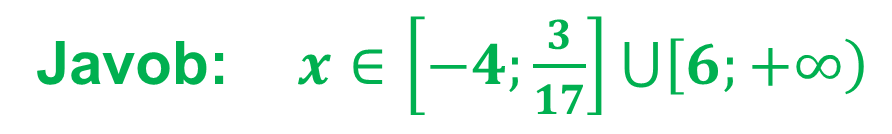 Javob: x ∈ [−4; 3/17] ∪[6; +∞)